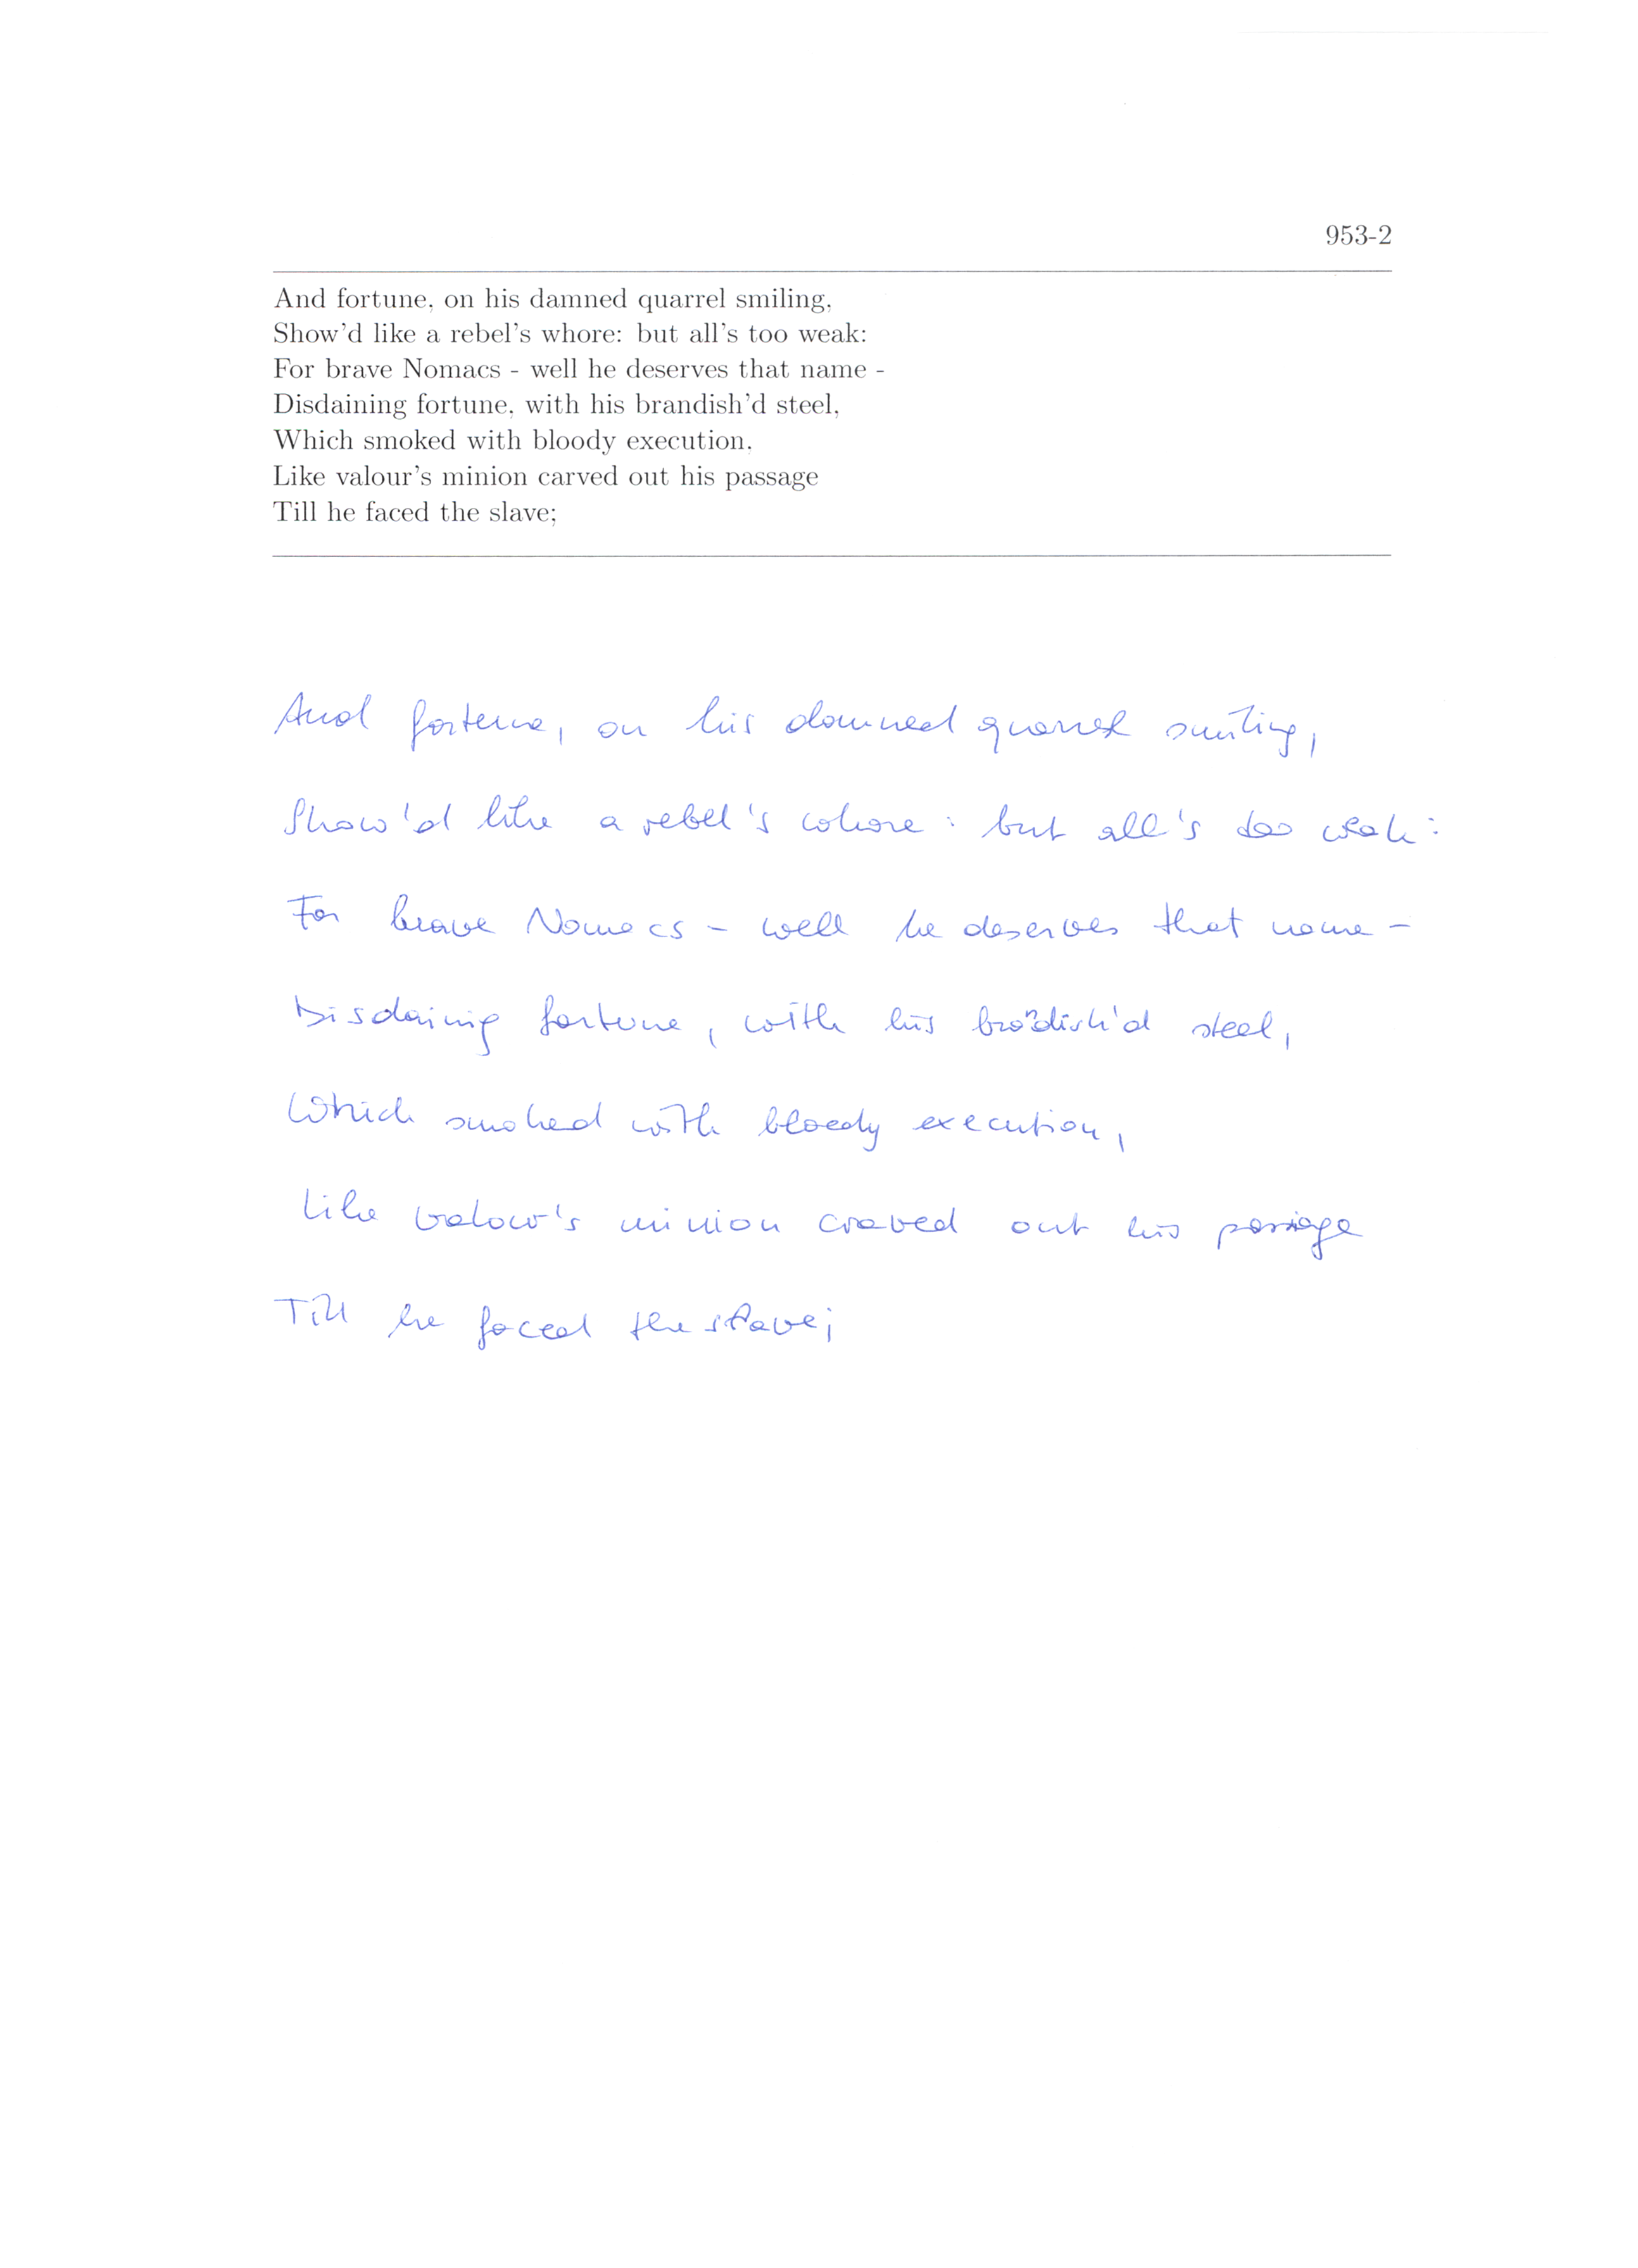 953-2
And fortune, on his damned quarrel smiling,
Show'd like a rebel's whore: but all's too weak:
For brave Nomacs - well he deserves that name -
Disdaining fortune, with his brandish'd steel,
Which smoked with bloody execution,
Like valour's minion carved out his passage
Till he faced the slave;
And fortune, on his damned quarrel smiling,
Show'd like a rebel's whore: but all's too weak:
For brave Nomacs - well he deserves that name -
Disdaining fortune, with his brandish'd steel,
Which smoked with bloody execution,
Like valour's minion craved out his passage
Till he faced the slave;